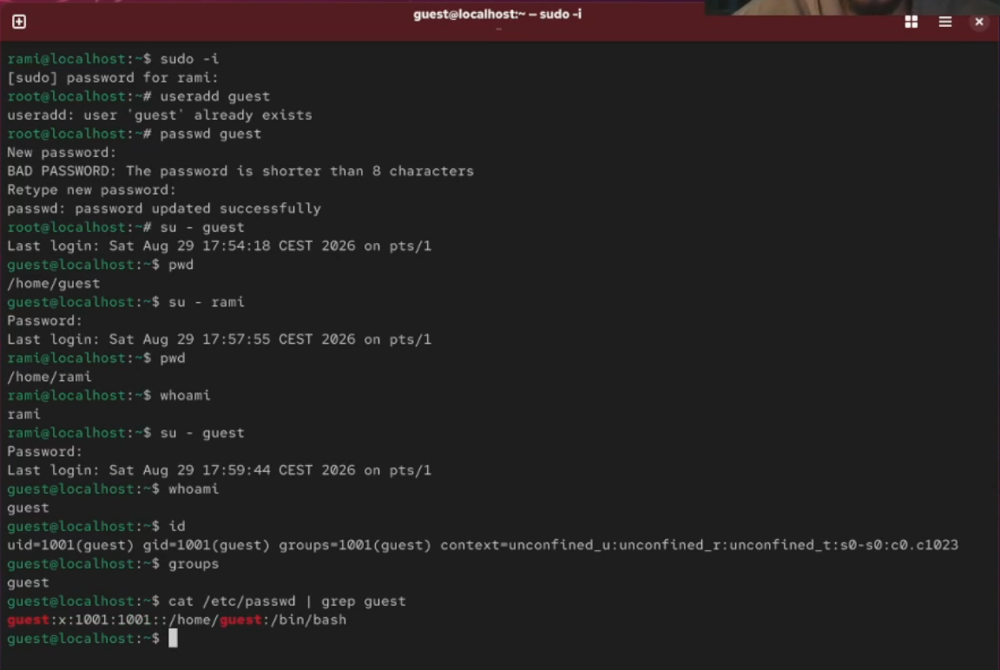 guest@localhost:~ — sudo -i
~
rami@localhost:~$ sudo -i
[sudo] password for rami:
root@localhost:~# useradd guest
useradd: user 'guest' already exists
root@localhost:~# passwd guest
New password:
BAD PASSWORD: The password is shorter than 8 characters
Retype new password:
passwd: password updated successfully
root@localhost:~# su - guest
Last login: Sat Aug 29 17:54:18 CEST 2026 on pts/1
guest@localhost:~$ pwd
/home/guest
guest@localhost:~$ su - rami
Password:
Last login: Sat Aug 29 17:57:55 CEST 2026 on pts/1
rami@localhost:~$ pwd
/home/rami
rami@localhost:~$ whoami
rami
rami@localhost:~$ su - guest
Password:
Last login: Sat Aug 29 17:59:44 CEST 2026 on pts/1
guest@localhost:~$ whoami
guest
guest@localhost:~$ id
uid=1001(guest) gid=1001(guest) groups=1001(guest) context=unconfined_u:unconfined_r:unconfined_t:s0-s0:c0.c1023
guest@localhost:~$ groups
guest
guest@localhost:~$ cat /etc/passwd | grep guest
guest:x:1001:1001::/home/guest:/bin/bash
guest@localhost:~$